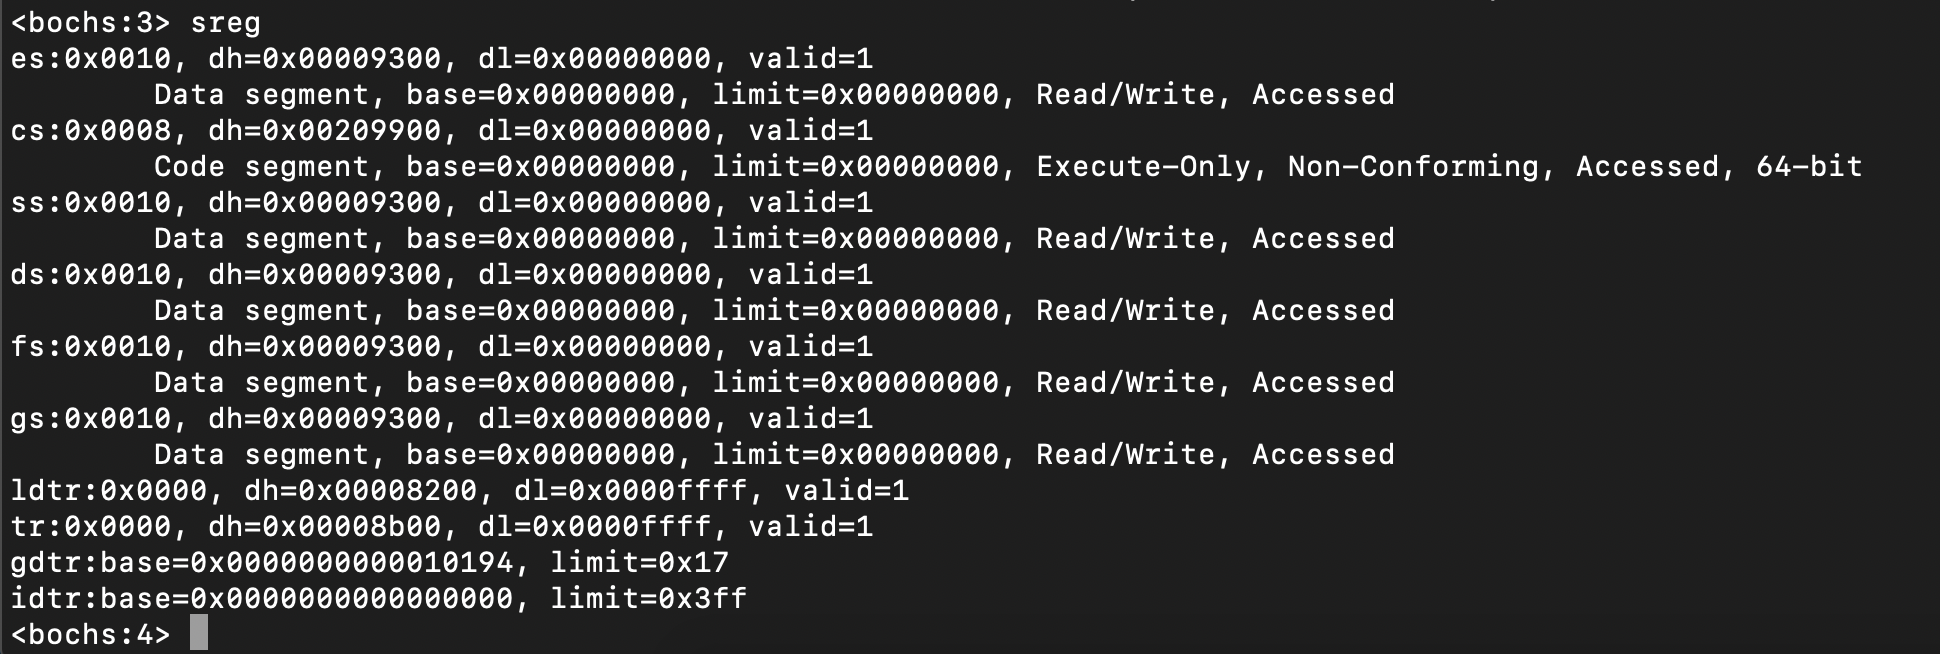 <bochs:3> sreg
es:0x0010, dh=0x00009300, dl=0x00000000, valid=1
Data segment, base=0x00000000, limit=0x00000000, Read/Write, Accessed
cs:0x0008, dh=0x00209900, dl=0x00000000, valid=1
Code segment, base=0x00000000, limit=0x00000000, Execute-Only, Non-Conforming, Accessed, 64-bit
ss:0x0010, dh=0x00009300, dl=0x00000000, valid=1
Data segment, base=0x00000000, limit=0x00000000, Read/Write, Accessed
ds:0x0010, dh=0x00009300, dl=0x00000000, valid=1
Data segment, base=0x00000000, limit=0x00000000, Read/Write, Accessed
fs:0x0010, dh=0x00009300, dl=0x00000000, valid=1
Data segment, base=0x00000000, limit=0x00000000, Read/Write, Accessed
gs:0x0010, dh=0x00009300, dl=0x00000000, valid=1
Data segment, base=0x00000000, limit=0x00000000, Read/Write, Accessed
ldtr:0x0000, dh=0x00008200, dl=0x0000ffff, valid=1
tr:0x0000, dh=0x00008b00, dl=0x0000ffff, valid=1
gdtr:base=0x0000000000010194, limit=0x17
idtr:base=0x0000000000000000, limit=0x3ff
<bochs:4>